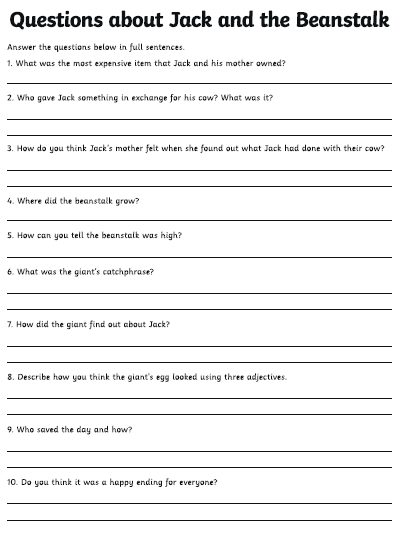 Questions about Jack and the Beanstalk
Answer the questions below in full sentences.
1. What was the most expensive item that Jack and his mother owned?
2. Who gave Jack something in exchange for his cow? What was it?
3. How do you think Jack's mother felt when she found out what Jack had done with their cow?
4. Where did the beanstalk grow?
5. How can you tell the beanstalk was high?
6. What was the giant's catchphrase?
7. How did the giant find out about Jack?
8. Describe how you think the giant's egg looked using three adjectives.
9. Who saved the day and how?
10. Do you think it was a happy ending for everyone?